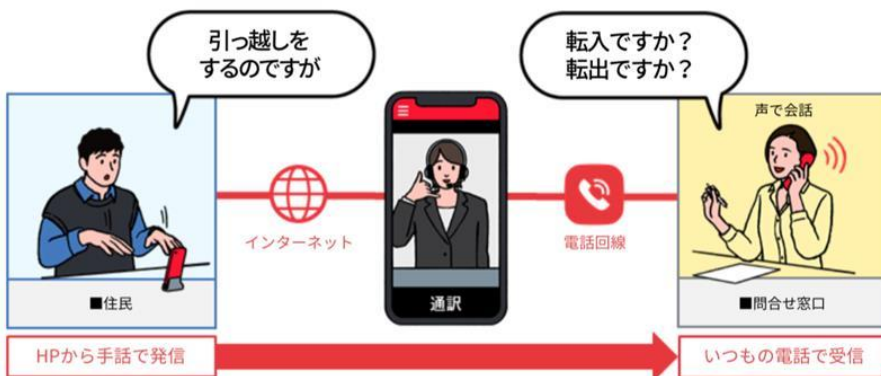 引っ越しを
するのですが
転入ですか？
転出ですか？
声で会話
インターネット
電話回線
■住民
通訳
■問合せ窓口
HPから手話で発信
いつもの電話で受信